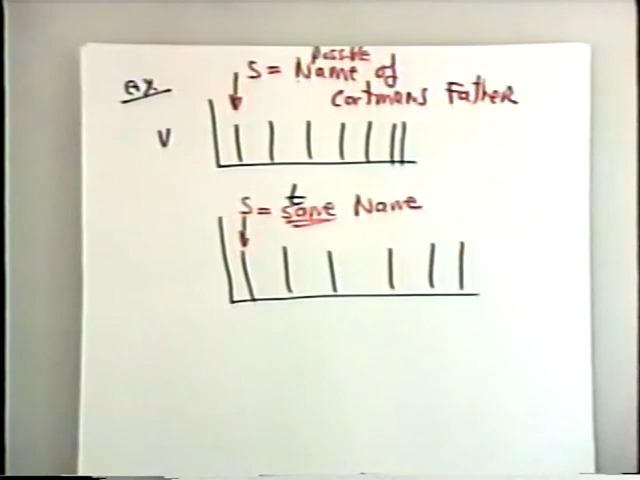 possible
Ex S = Name of
Cartmans Father
V
t
S = same Name